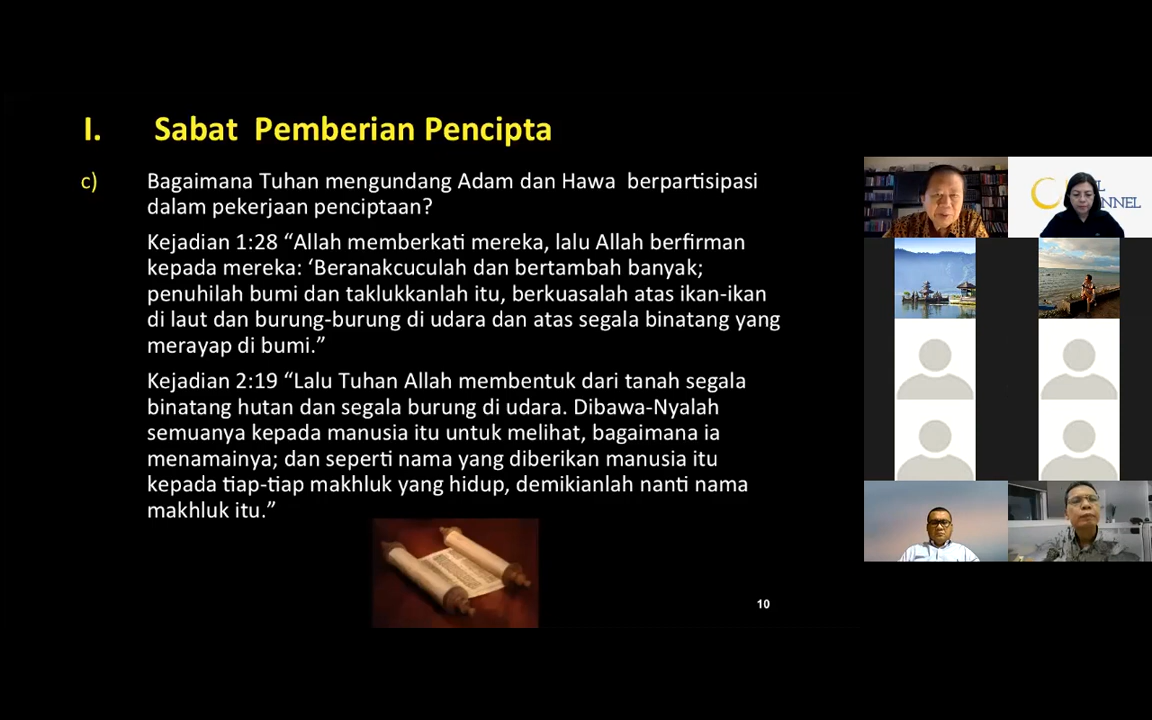 I. Sabat Pemberian Pencipta
c) Bagaimana Tuhan mengundang Adam dan Hawa berpartisipasi
dalam pekerjaan penciptaan?
Kejadian 1:28 “Allah memberkati mereka, lalu Allah berfirman
kepada mereka: ‘Beranakcuculah dan bertambah banyak;
penuhilah bumi dan taklukkanlah itu, berkuasalah atas ikan-ikan
di laut dan burung-burung di udara dan atas segala binatang yang
merayap di bumi.”
Kejadian 2:19 “Lalu Tuhan Allah membentuk dari tanah segala
binatang hutan dan segala burung di udara. Dibawa-Nyalah
semuanya kepada manusia itu untuk melihat, bagaimana ia
menamainya; dan seperti nama yang diberikan manusia itu
kepada tiap-tiap makhluk yang hidup, demikianlah nanti nama
makhluk itu.”
10